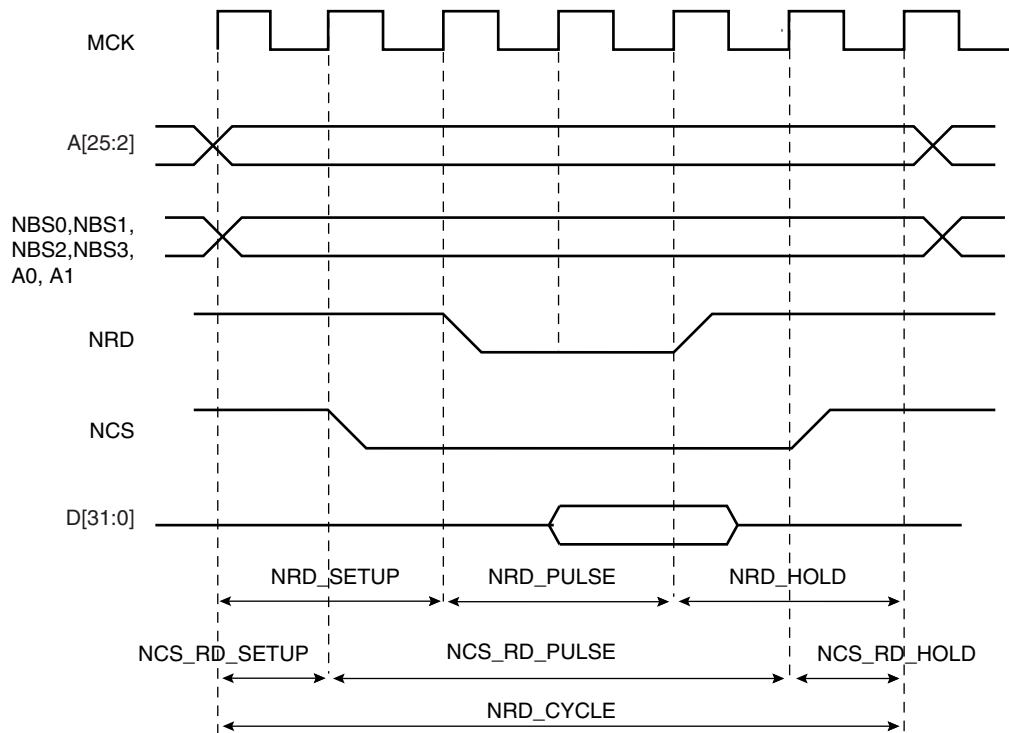 MCK
A[25:2]
NBS0,NBS1,
NBS2,NBS3,
A0, A1
NRD
NCS
D[31:0]
NRD_SETUP
NRD_PULSE
NRD_HOLD
NCS_RD_SETUP
NCS_RD_PULSE
NCS_RD_HOLD
NRD_CYCLE